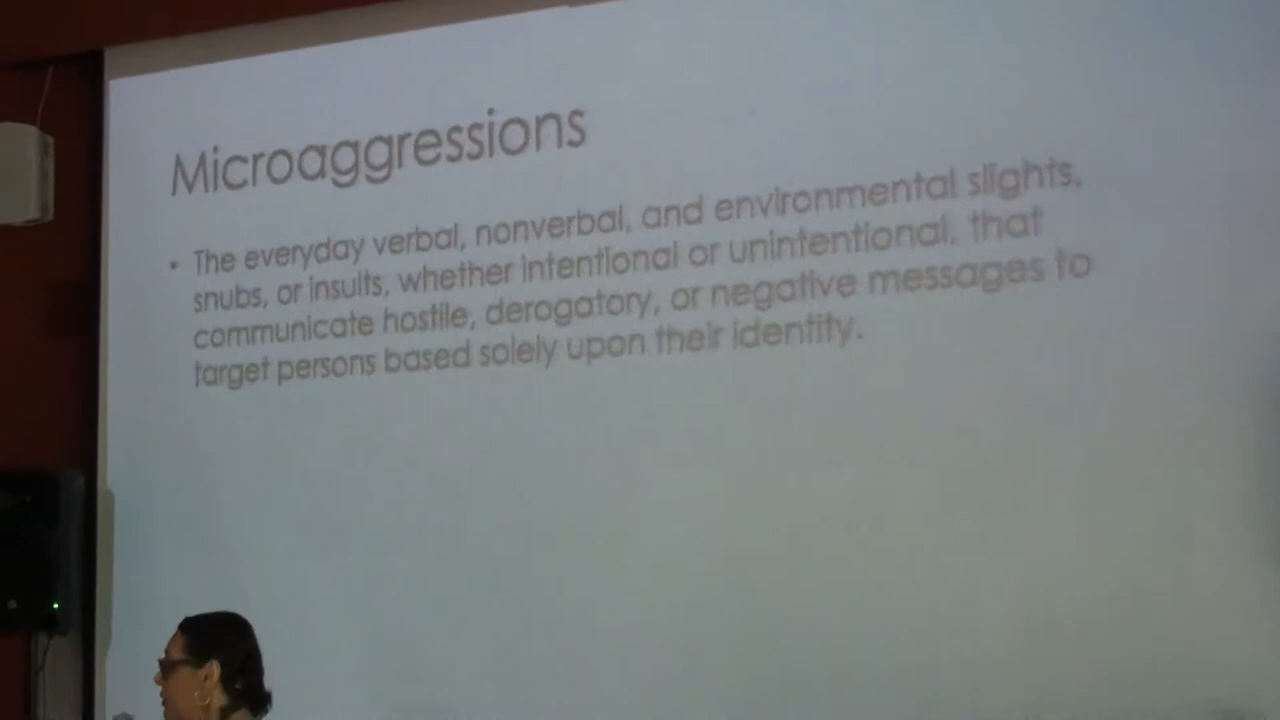 Microaggressions
• The everyday verbal, nonverbal, and environmental slights,
snubs, or insults, whether intentional or unintentional, that
communicate hostile, derogatory, or negative messages to
target persons based solely upon their identity.